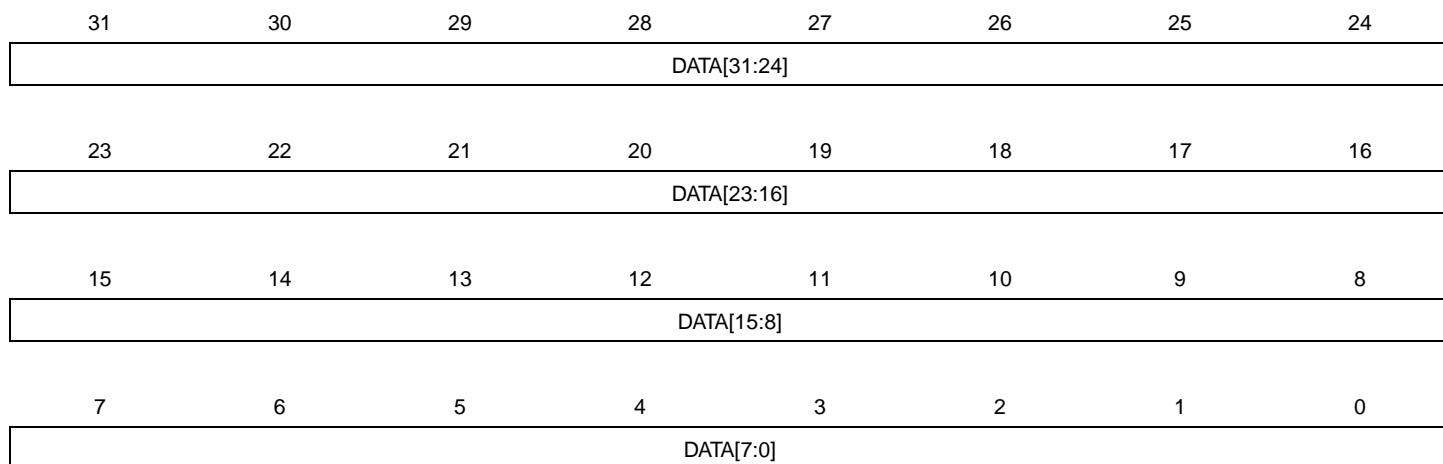 31 30 29 28 27 26 25 24
DATA[31:24]
23 22 21 20 19 18 17 16
DATA[23:16]
15 14 13 12 11 10 9 8
DATA[15:8]
7 6 5 4 3 2 1 0
DATA[7:0]